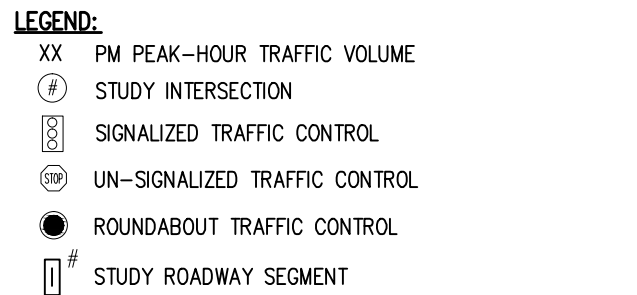 LEGEND:
XX PM PEAK-HOUR TRAFFIC VOLUME
# STUDY INTERSECTION
SIGNALIZED TRAFFIC CONTROL
STOP UN-SIGNALIZED TRAFFIC CONTROL
ROUNDABOUT TRAFFIC CONTROL
# STUDY ROADWAY SEGMENT